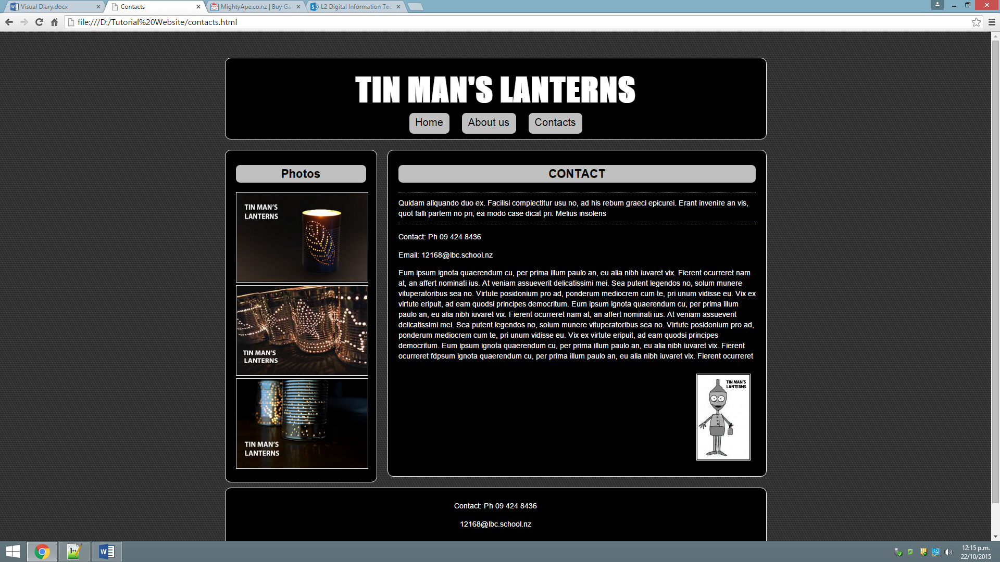 Visual Diary.docx
Contacts
MightyApe.co.nz | Buy Ga
L2 Digital Information Tec
file:///D:/Tutorial%20Website/contacts.html
TIN MAN'S LANTERNS
Home
About us
Contacts
Photos
TIN MAN'S
LANTERNS
TIN MAN'S
LANTERNS
TIN MAN'S
LANTERNS
CONTACT
Quidam aliquando duo ex. Facilisi complectitur usu no, ad his rebum graeci epicurei. Erant invenire an vis,
quot falli partem no pri, ea modo case dicat pri. Melius insolens
Contact: Ph 09 424 8436
Email: 12168@lbc.school.nz
Eum ipsum ignota quaerendum cu, per prima illum paulo an, eu alia nibh iuvaret vix. Fierent ocurreret nam
at, an affert nominati ius. At veniam assueverit delicatissimi mei. Sea putent legendos no, solum munere
vituperatoribus sea no. Virtute posidonium pro ad, ponderum mediocrem cum te, pri unum vidisse eu. Vix ex
virtute eripuit, ad eam quodsi principes democritum. Eum ipsum ignota quaerendum cu, per prima illum
paulo an, eu alia nibh iuvaret vix. Fierent ocurreret nam at, an affert nominati ius. At veniam assueverit
delicatissimi mei. Sea putent legendos no, solum munere vituperatoribus sea no. Virtute posidonium pro ad,
ponderum mediocrem cum te, pri unum vidisse eu. Vix ex virtute eripuit, ad eam quodsi principes
democritum. Eum ipsum ignota quaerendum cu, per prima illum paulo an, eu alia nibh iuvaret vix. Fierent
ocurreret fdpsum ignota quaerendum cu, per prima illum paulo an, eu alia nibh iuvaret vix. Fierent ocurreret
TIN MAN'S
LANTERNS
Contact: Ph 09 424 8436
12168@lbc.school.nz
12:15 p.m.
22/10/2015